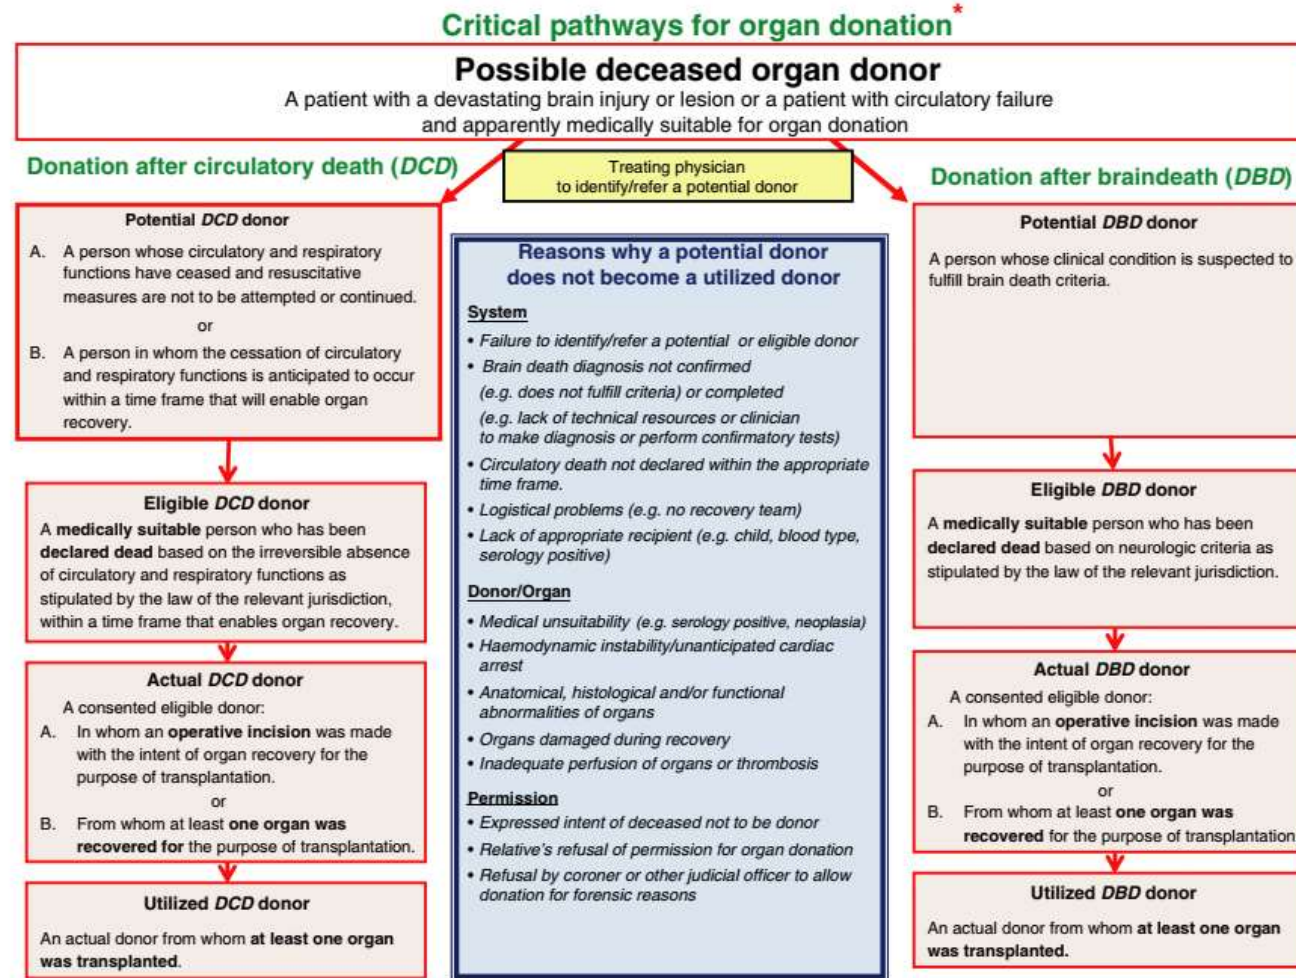 Critical pathways for organ donation*
Possible deceased organ donor
A patient with a devastating brain injury or lesion or a patient with circulatory failure
and apparently medically suitable for organ donation
Donation after circulatory death (DCD)
Treating physician
to identify/refer a potential donor
Donation after braindeath (DBD)
Potential DCD donor
A. A person whose circulatory and respiratory
functions have ceased and resuscitative
measures are not to be attempted or continued.
or
B. A person in whom the cessation of circulatory
and respiratory functions is anticipated to occur
within a time frame that will enable organ
recovery.
Eligible DCD donor
A medically suitable person who has been
declared dead based on the irreversible absence
of circulatory and respiratory functions as
stipulated by the law of the relevant jurisdiction,
within a time frame that enables organ recovery.
Actual DCD donor
A consented eligible donor:
A. In whom an operative incision was made
with the intent of organ recovery for the
purpose of transplantation.
or
B. From whom at least one organ was
recovered for the purpose of transplantation.
Utilized DCD donor
An actual donor from whom at least one organ
was transplanted.
Reasons why a potential donor
does not become a utilized donor
System
• Failure to identify/refer a potential or eligible donor
• Brain death diagnosis not confirmed
(e.g. does not fulfill criteria) or completed
(e.g. lack of technical resources or clinician
to make diagnosis or perform confirmatory tests)
• Circulatory death not declared within the appropriate
time frame.
• Logistical problems (e.g. no recovery team)
• Lack of appropriate recipient (e.g. child, blood type,
serology positive)
Donor/Organ
• Medical unsuitability (e.g. serology positive, neoplasia)
• Haemodynamic instability/unanticipated cardiac
arrest
• Anatomical, histological and/or functional
abnormalities of organs
• Organs damaged during recovery
• Inadequate perfusion of organs or thrombosis
Permission
• Expressed intent of deceased not to be donor
• Relative's refusal of permission for organ donation
• Refusal by coroner or other judicial officer to allow
donation for forensic reasons
Potential DBD donor
A person whose clinical condition is suspected to
fulfill brain death criteria.
Eligible DBD donor
A medically suitable person who has been
declared dead based on neurologic criteria as
stipulated by the law of the relevant jurisdiction.
Actual DBD donor
A consented eligible donor:
A. In whom an operative incision was made
with the intent of organ recovery for the
purpose of transplantation.
or
B. From whom at least one organ was
recovered for the purpose of transplantation
Utilized DBD donor
An actual donor from whom at least one organ
was transplanted.